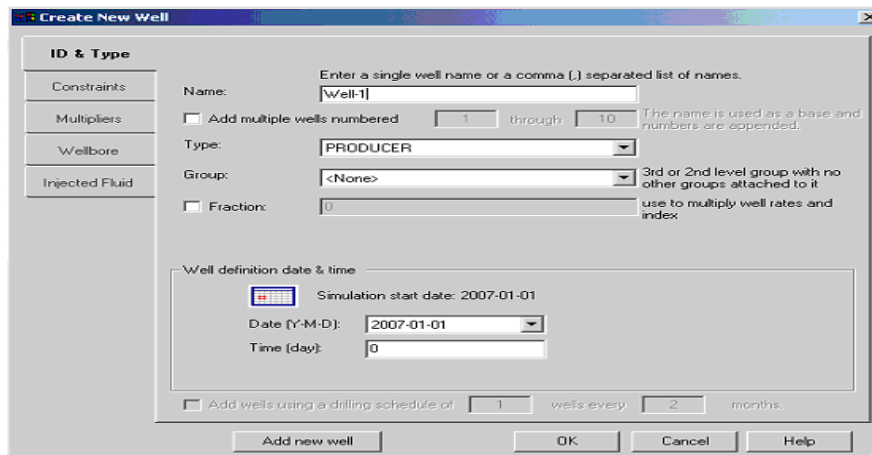 Create New Well
ID & Type
Constraints
Multipliers
Wellbore
Injected Fluid
Enter a single well name or a comma (,) separated list of names.
Name: Well-1
Add multiple wells numbered 1 through 10 The name is used as a base and numbers are appended.
Type: PRODUCER
Group: <None> 3rd or 2nd level group with no other groups attached to it
Fraction: 0 use to multiply well rates and index
Well definition date & time
Simulation start date: 2007-01-01
Date (Y-M-D): 2007-01-01
Time (day): 0
Add wells using a drilling schedule of 1 wells every 2 months.
Add new well OK Cancel Help